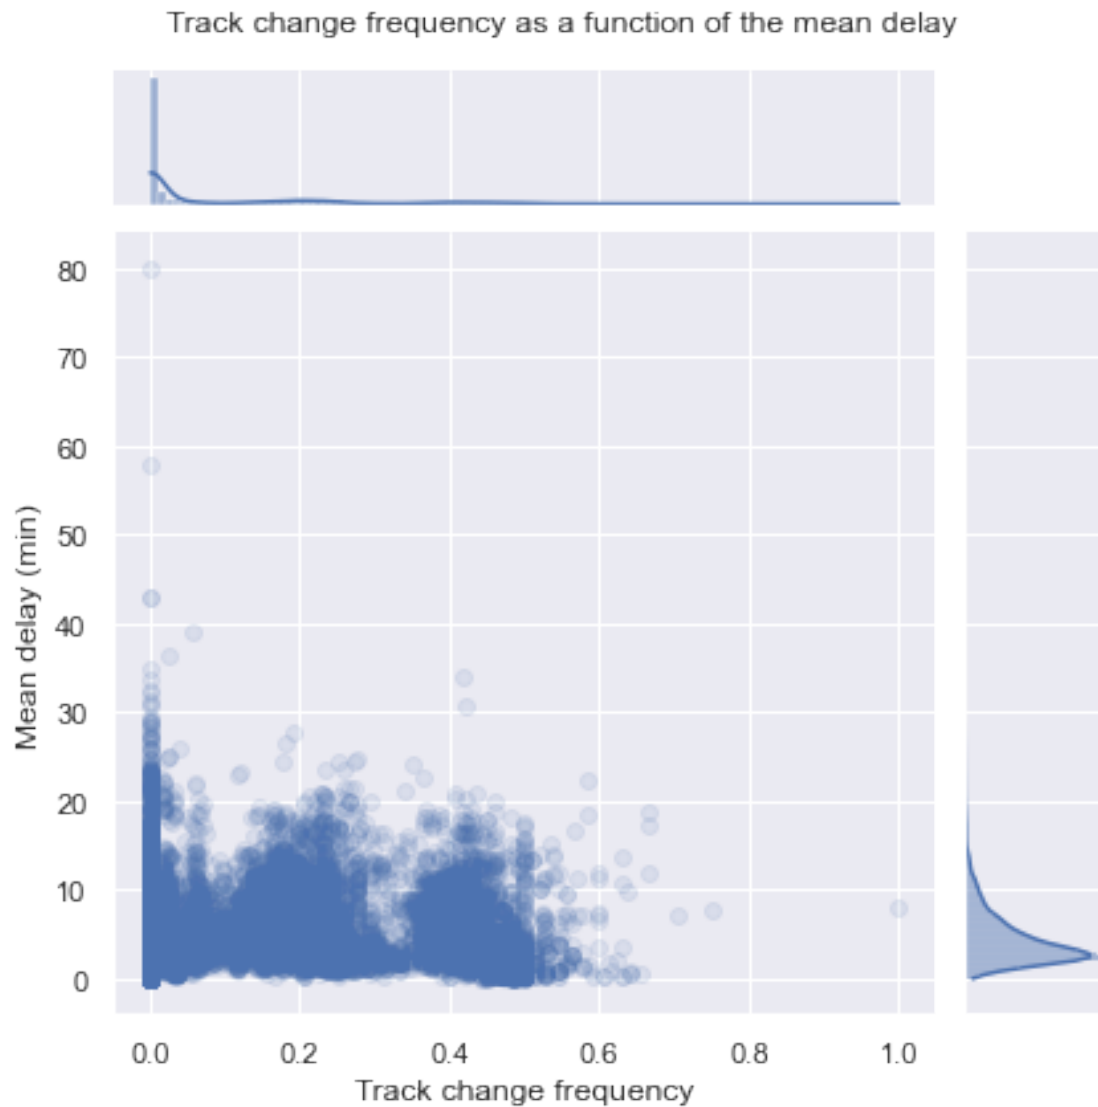 Track change frequency as a function of the mean delay
80
70
60
50
40
30
20
10
0
Mean delay (min)
0.0 0.2 0.4 0.6 0.8 1.0
Track change frequency